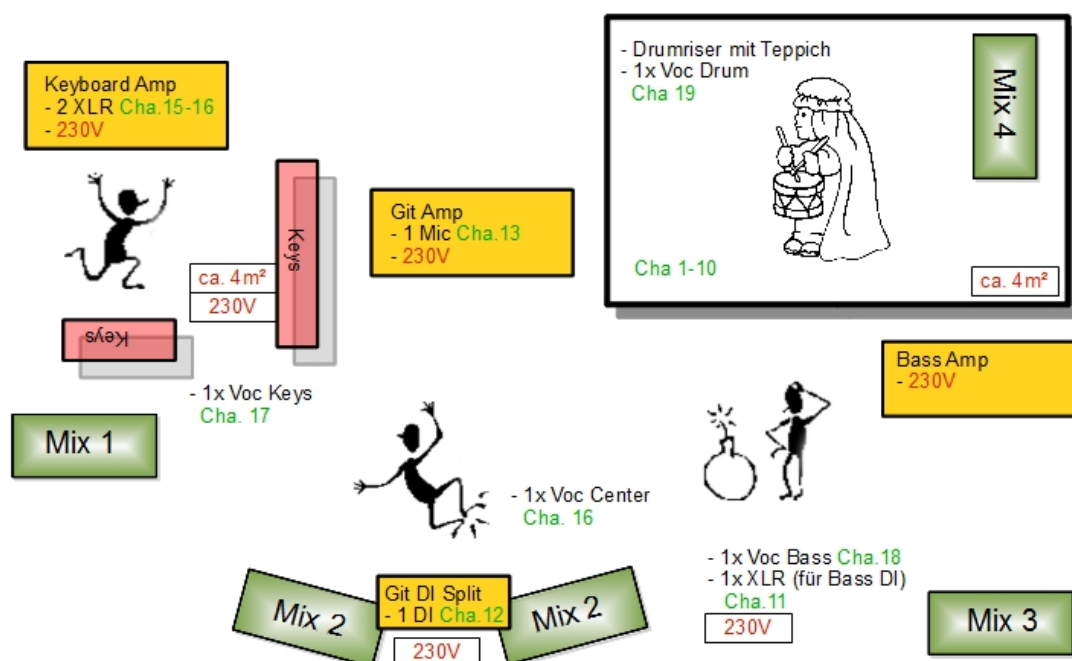 - Drumriser mit Teppich
- 1x Voc Drum
Cha 19
Mix 4
Cha 1-10
ca. 4m²
Keyboard Amp
- 2 XLR Cha.15-16
- 230V
Keys
ca. 4m²
230V
Keys
- 1x Voc Keys
Cha. 17
Mix 1
Git Amp
- 1 Mic Cha.13
- 230V
Bass Amp
- 230V
- 1x Voc Center
Cha. 16
- 1x Voc Bass Cha.18
- 1x XLR (für Bass DI)
Cha.11
230V
Mix 2
Git DI Split
- 1 DI Cha.12
230V
Mix 2
Mix 3